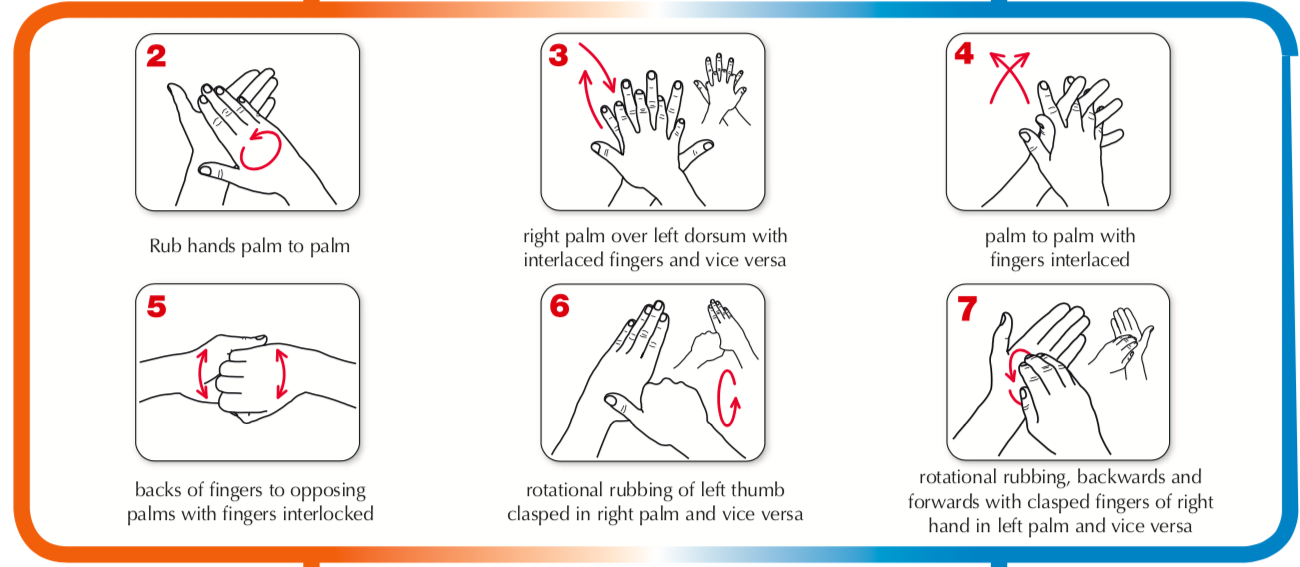 2
3
4
Rub hands palm to palm
right palm over left dorsum with
interlaced fingers and vice versa
palm to palm with
fingers interlaced
5
6
7
backs of fingers to opposing
palms with fingers interlocked
rotational rubbing of left thumb
clasped in right palm and vice versa
rotational rubbing, backwards and
forwards with clasped fingers of right
hand in left palm and vice versa